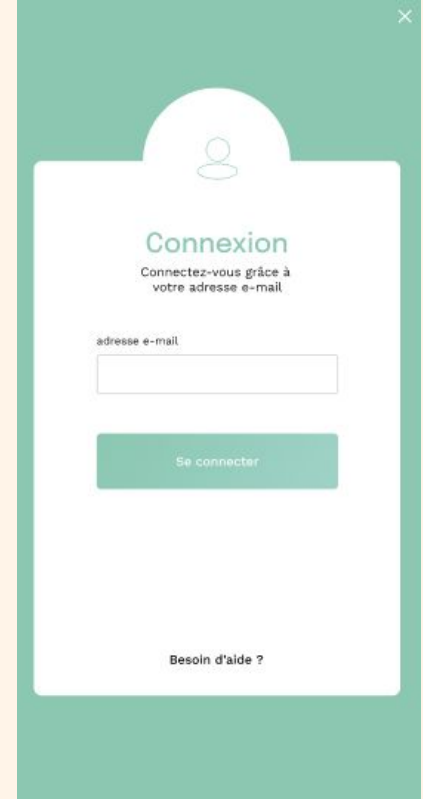 Connexion
Connectez-vous grâce à
votre adresse e-mail
adresse e-mail
Se connecter
Besoin d'aide ?